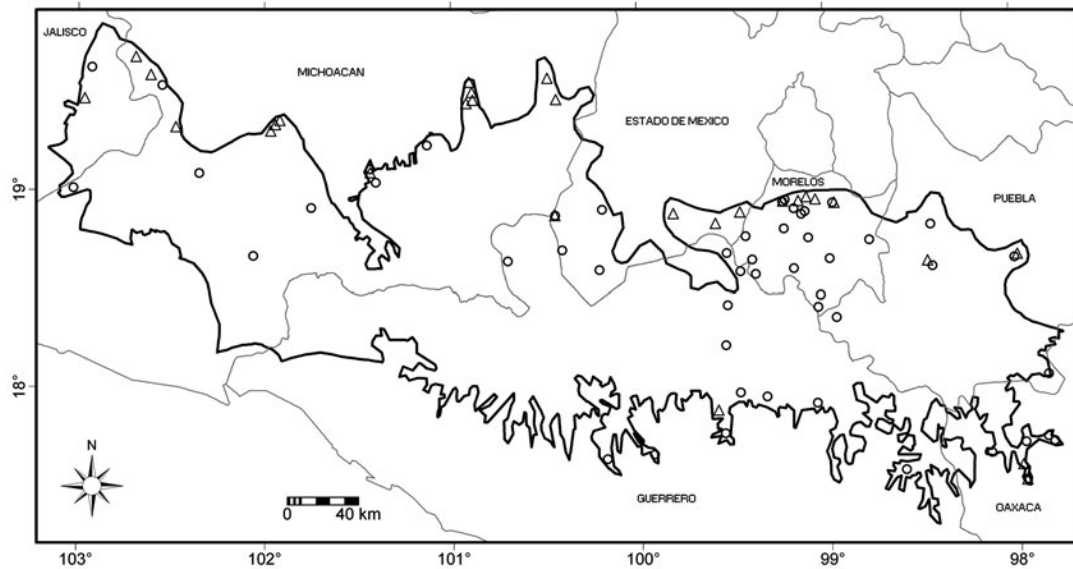 JALISCO
MICHOACAN
ESTADO DE MEXICO
MORELOS
PUEBLA
19°
18°
N
0 40 km
GUERRERO
OAXACA
103° 102° 101° 100° 99° 98°